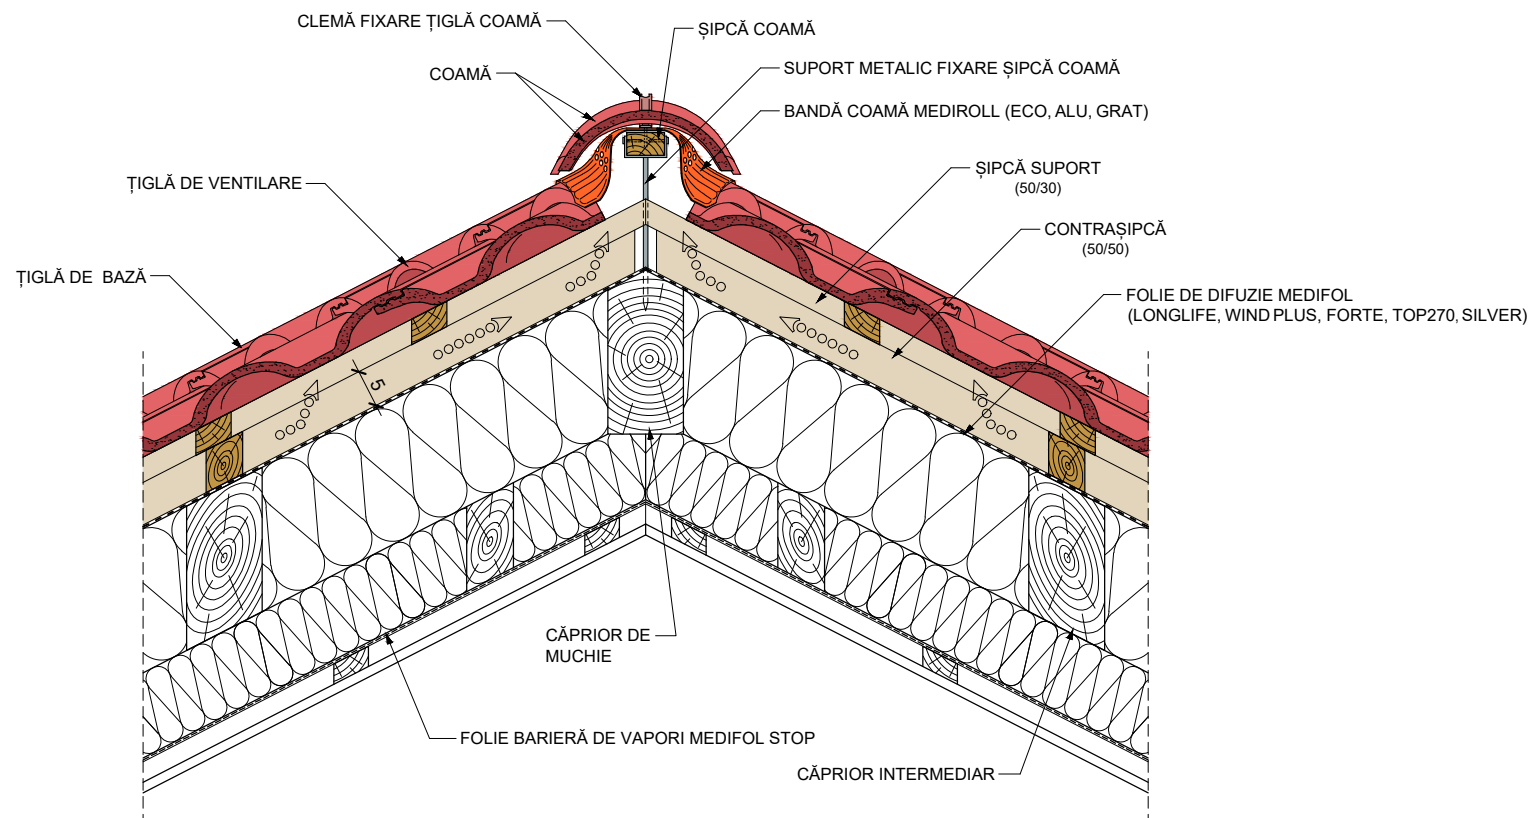 CLEMĂ FIXARE ȚIGLĂ COAMĂ
ȘIPCĂ COAMĂ
COAMĂ
SUPORT METALIC FIXARE ȘIPCĂ COAMĂ
BANDĂ COAMĂ MEDIROLL (ECO, ALU, GRAT)
ȚIGLĂ DE VENTILARE
ȘIPCĂ SUPORT
(50/30)
CONTRAȘIPCĂ
(50/50)
ȚIGLĂ DE BAZĂ
FOLIE DE DIFUZIE MEDIFOL
(LONGLIFE, WIND PLUS, FORTE, TOP270, SILVER)
5
CĂPRIOR DE
MUCHIE
FOLIE BARIERĂ DE VAPORI MEDIFOL STOP
CĂPRIOR INTERMEDIAR